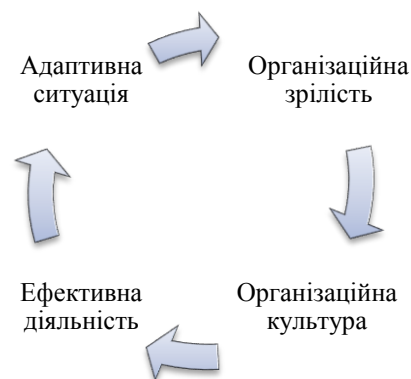 Адаптивна
ситуація
Організаційна
зрілість
Ефективна
діяльність
Організаційна
культура